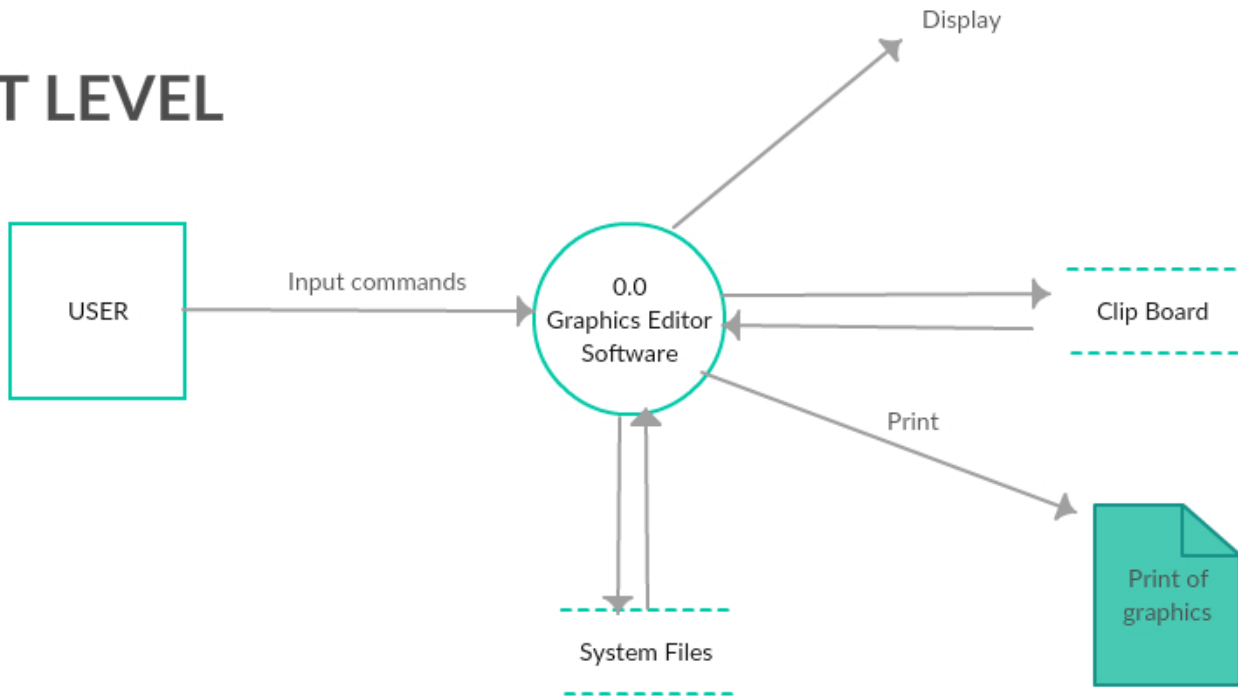 Display
T LEVEL
Input commands
USER
0.0
Graphics Editor
Software
Clip Board
Print
Print of
graphics
System Files